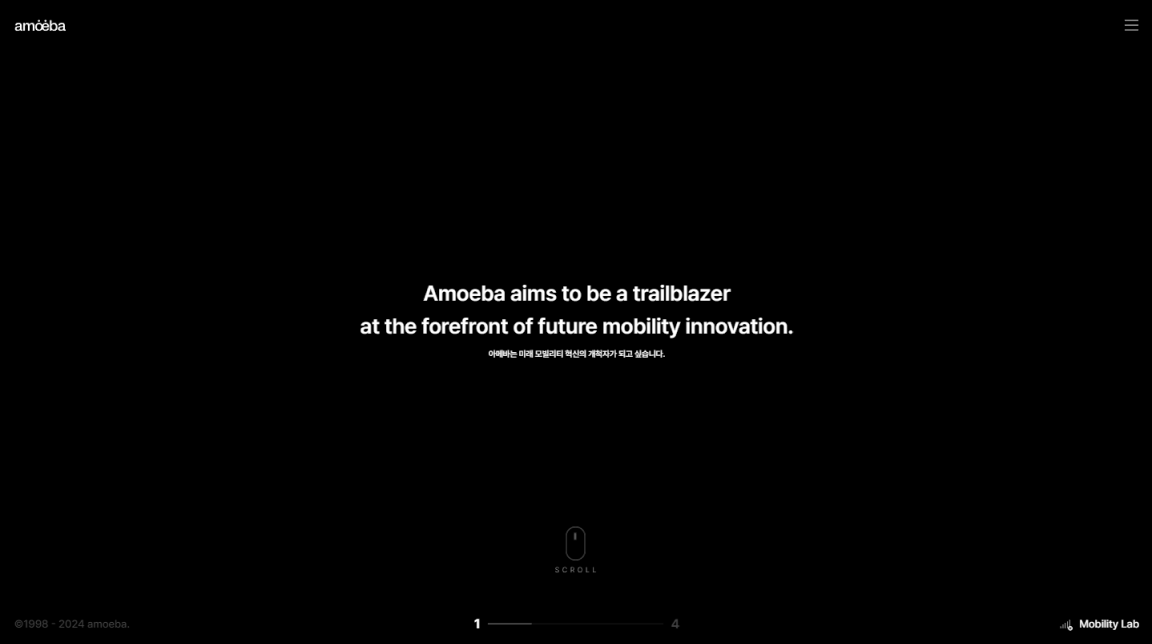 amöeba
Amoeba aims to be a trailblazer
at the forefront of future mobility innovation.
아메바는 미래 모빌리티 혁신의 개척자가 되고 싶습니다.
SCROLL
©1998 - 2024 amoeba.
1 4
Mobility Lab